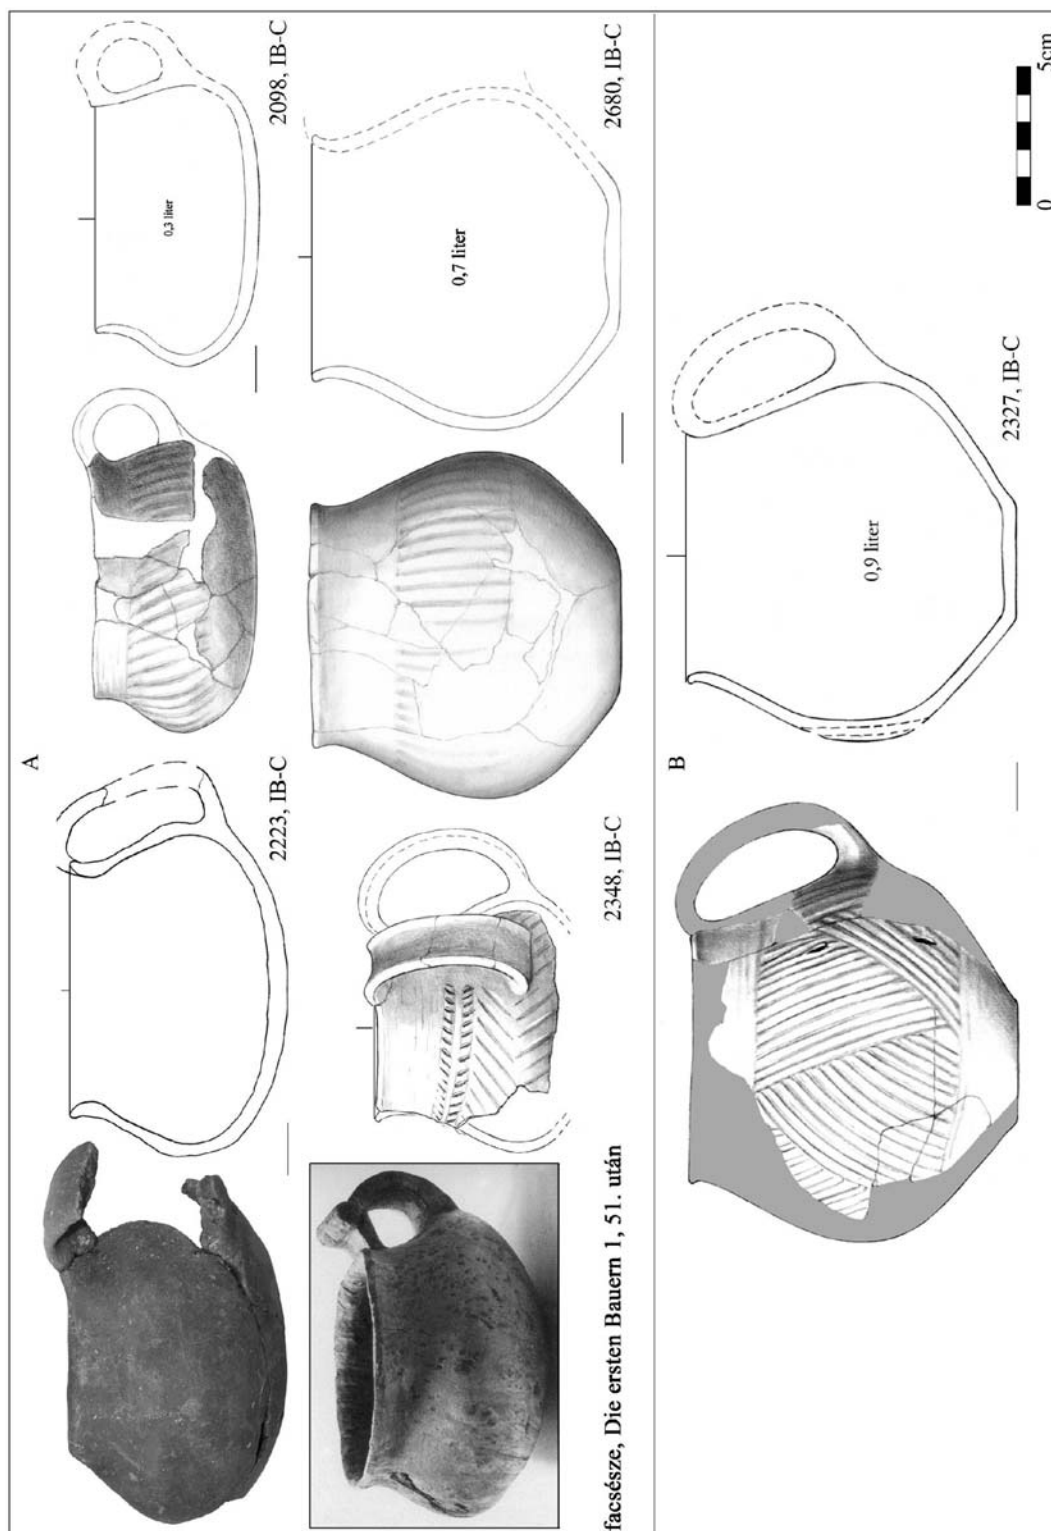 A
2223, IB-C
0,3 liter
2098, IB-C
facsésze, Die ersten Bauern 1, 51. után
2348, IB-C
0,7 liter
2680, IB-C
B
0,9 liter
2327, IB-C
0
5cm